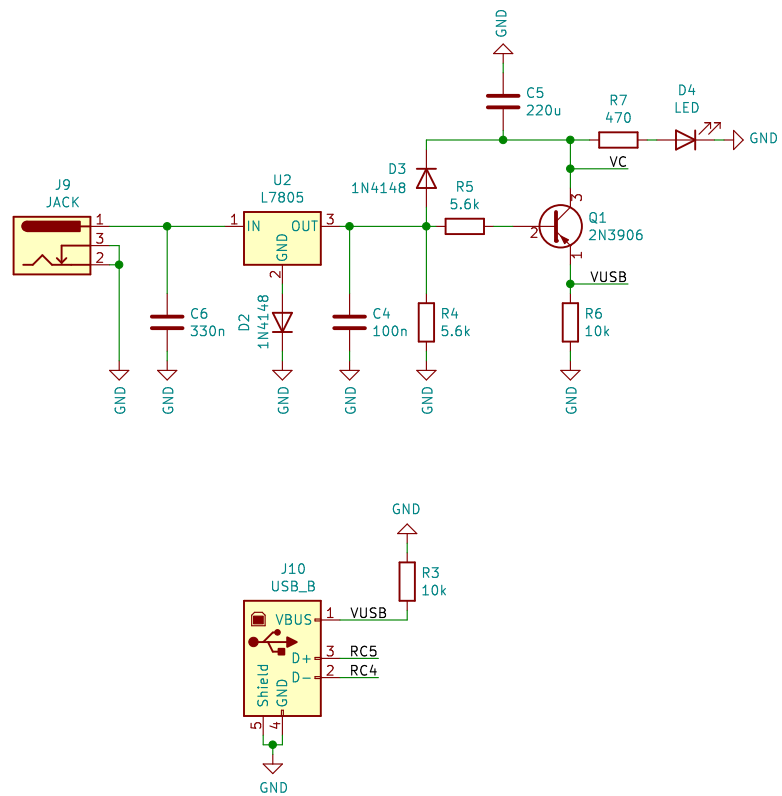 GND
C5
220u
D4
LED
R7
470
GND
VC
D3
1N4148
R5
5.6k
3
Q1
2N3906
2
1
VUSB
J9
JACK
1
3
2
U2
L7805
1
IN
OUT
3
GND
2
C6
330n
D2
1N4148
C4
100n
R4
5.6k
R6
10k
GND
GND
GND
GND
GND
GND
GND
R3
10k
J10
USB_B
VBUS
1
VUSB
D+
3
RC5
D-
2
RC4
Shield
GND
5
4
GND